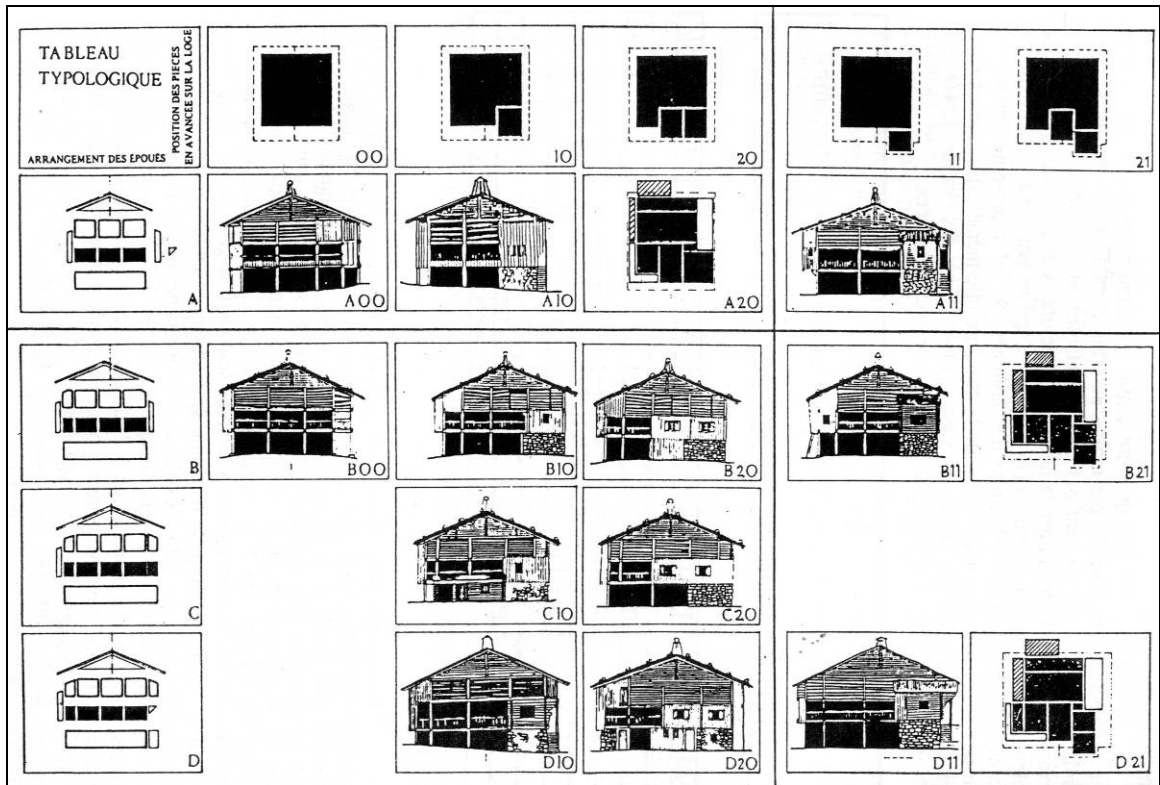 TABLEAU
TYPOLOGIQUE
POSITION DES PIECES
EN AVANCEE SUR LA LOGE
ARRANGEMENT DES ÉPOUÈS
00
10
20
11
21
A
A00
A10
A20
A11
B
B00
B10
B20
B11
B21
C
C10
C20
D
D10
D20
D11
D21